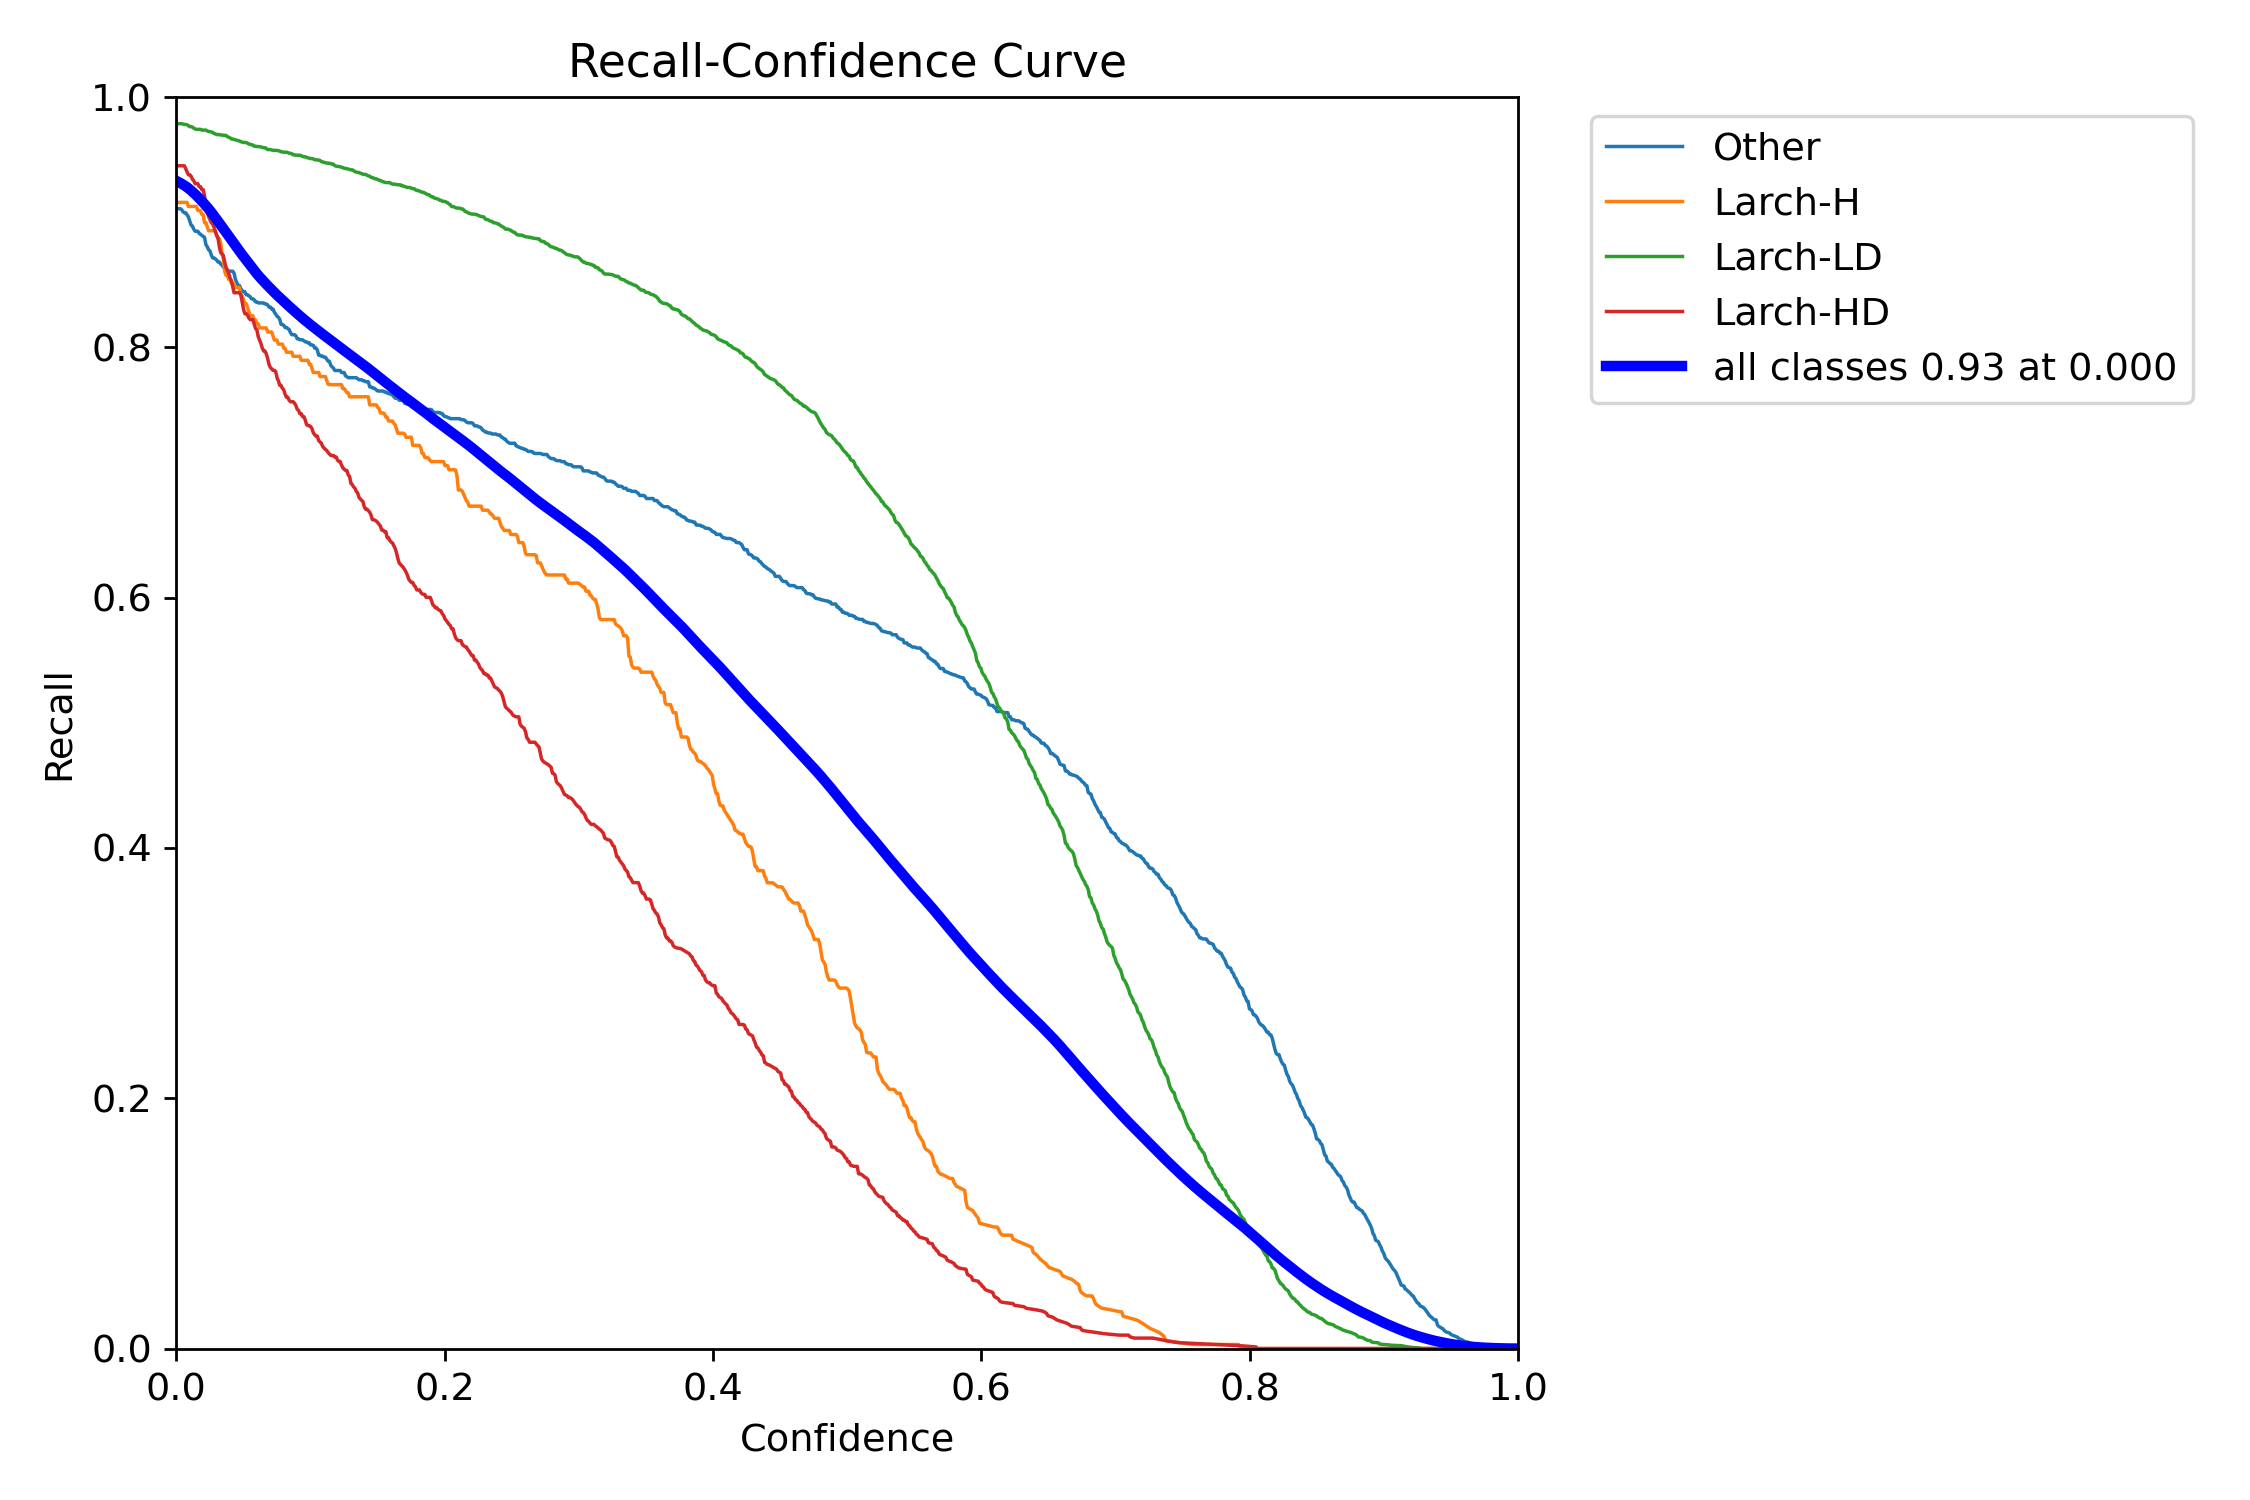 Recall-Confidence Curve
1.0
0.8
0.6
0.4
0.2
0.0
Recall
0.0 0.2 0.4 0.6 0.8 1.0
Confidence
Other
Larch-H
Larch-LD
Larch-HD
all classes 0.93 at 0.000